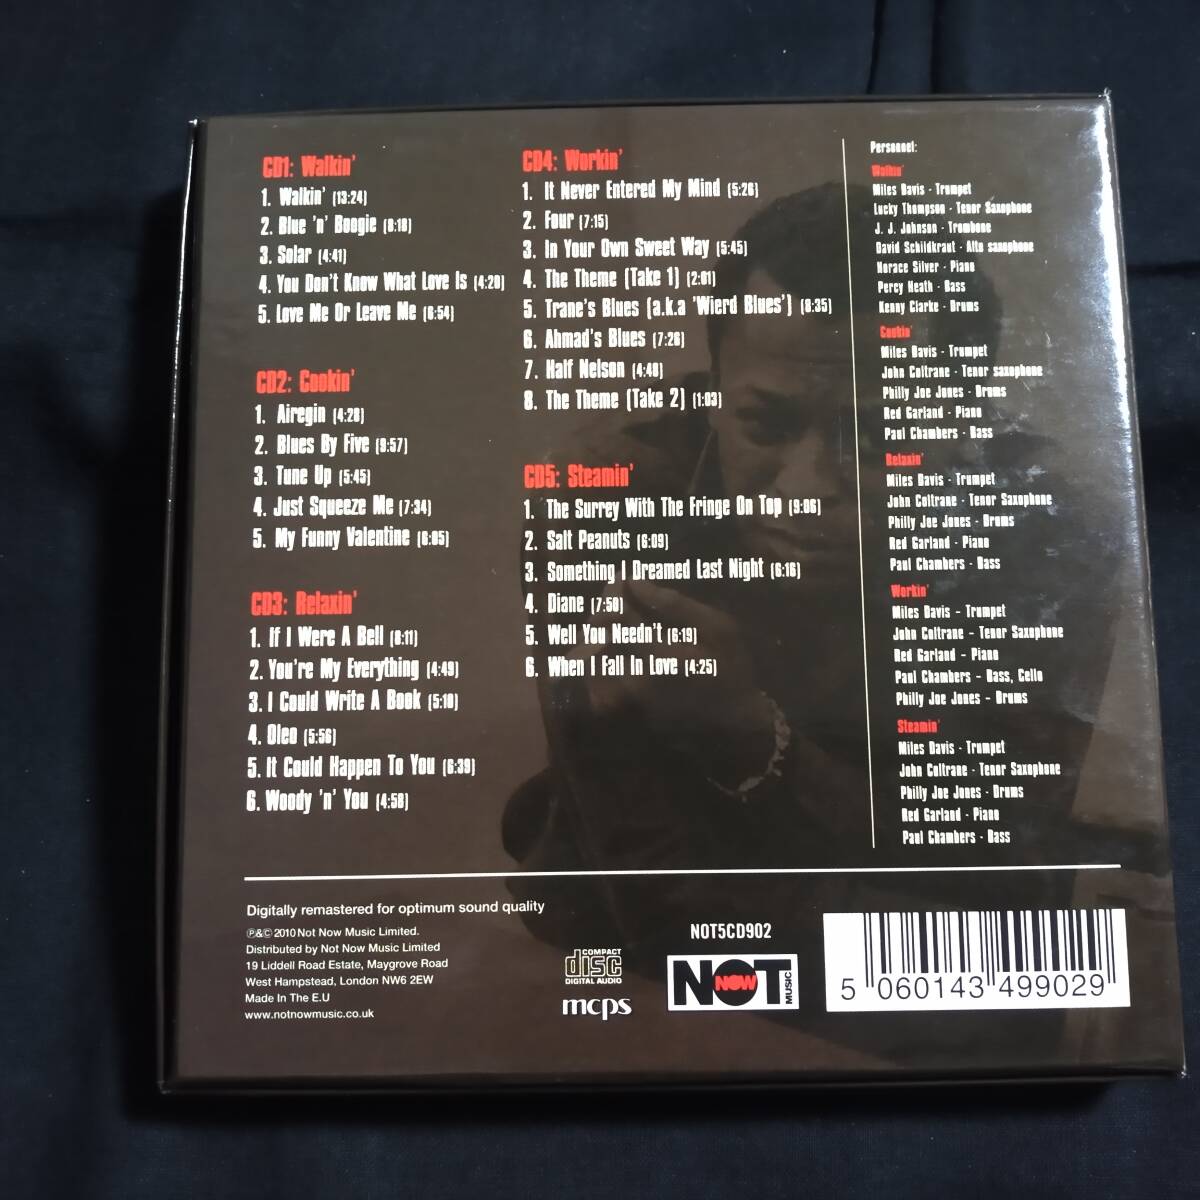 CD1: Walkin'
1. Walkin' (13:24)
2. Blue 'n' Boogie (8:18)
3. Solar (4:41)
4. You Don't Know What Love Is (4:20)
5. Love Me Or Leave Me (6:54)
CD2: Cookin'
1. Airegin (4:26)
2. Blues By Five (9:57)
3. Tune Up (5:45)
4. Just Squeeze Me (7:34)
5. My Funny Valentine (6:05)
CD3: Relaxin'
1. If I Were A Bell (8:11)
2. You're My Everything (4:49)
3. I Could Write A Book (5:10)
4. Oleo (5:56)
5. It Could Happen To You (6:39)
6. Woody 'n' You (4:58)
CD4: Workin'
1. It Never Entered My Mind (5:26)
2. Four (7:15)
3. In Your Own Sweet Way (5:45)
4. The Theme (Take 1) (2:01)
5. Trane's Blues (a.k.a 'Wierd Blues') (8:35)
6. Ahmad's Blues (7:26)
7. Half Nelson (4:48)
8. The Theme (Take 2) (1:03)
CD5: Steamin'
1. The Surrey With The Fringe On Top (9:06)
2. Salt Peanuts (6:09)
3. Something I Dreamed Last Night (6:16)
4. Diane (7:50)
5. Well You Needn't (6:19)
6. When I Fall In Love (4:25)
Personnel:
Walkin'
Miles Davis - Trumpet
Lucky Thompson - Tenor Saxophone
J. J. Johnson - Trombone
David Schildkraut - Alto saxophone
Horace Silver - Piano
Percy Heath - Bass
Kenny Clarke - Drums
Cookin'
Miles Davis - Trumpet
John Coltrane - Tenor saxophone
Philly Joe Jones - Drums
Red Garland - Piano
Paul Chambers - Bass
Relaxin'
Miles Davis - Trumpet
John Coltrane - Tenor Saxophone
Philly Joe Jones - Drums
Red Garland - Piano
Paul Chambers - Bass
Workin'
Miles Davis – Trumpet
John Coltrane – Tenor Saxophone
Red Garland – Piano
Paul Chambers – Bass, Cello
Philly Joe Jones – Drums
Steamin'
Miles Davis - Trumpet
John Coltrane - Tenor Saxophone
Philly Joe Jones - Drums
Red Garland - Piano
Paul Chambers - Bass
Digitally remastered for optimum sound quality
℗&© 2010 Not Now Music Limited.
Distributed by Not Now Music Limited
19 Liddell Road Estate, Maygrove Road
West Hampstead, London NW6 2EW
Made In The E.U
www.notnowmusic.co.uk
COMPACT
disc
DIGITAL AUDIO
mcps
NOT5CD902
NOT NOW MUSIC
5 060143 499029